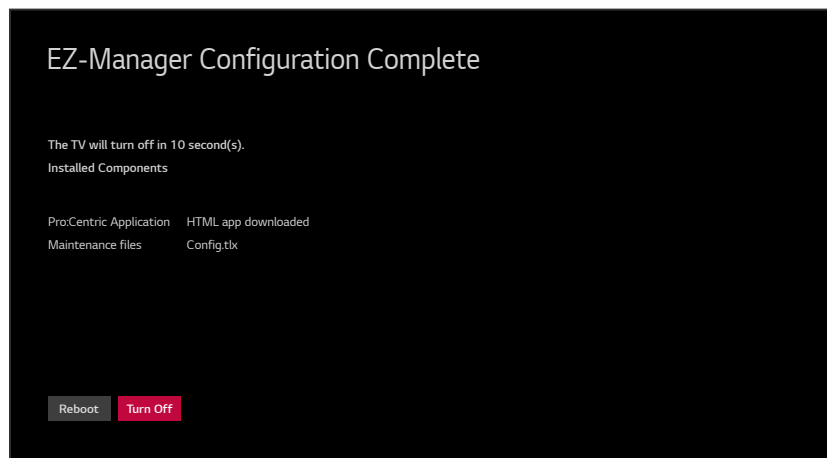 EZ-Manager Configuration Complete
The TV will turn off in 10 second(s).
Installed Components
Pro:Centric Application HTML app downloaded
Maintenance files Config.tlx
Reboot Turn Off